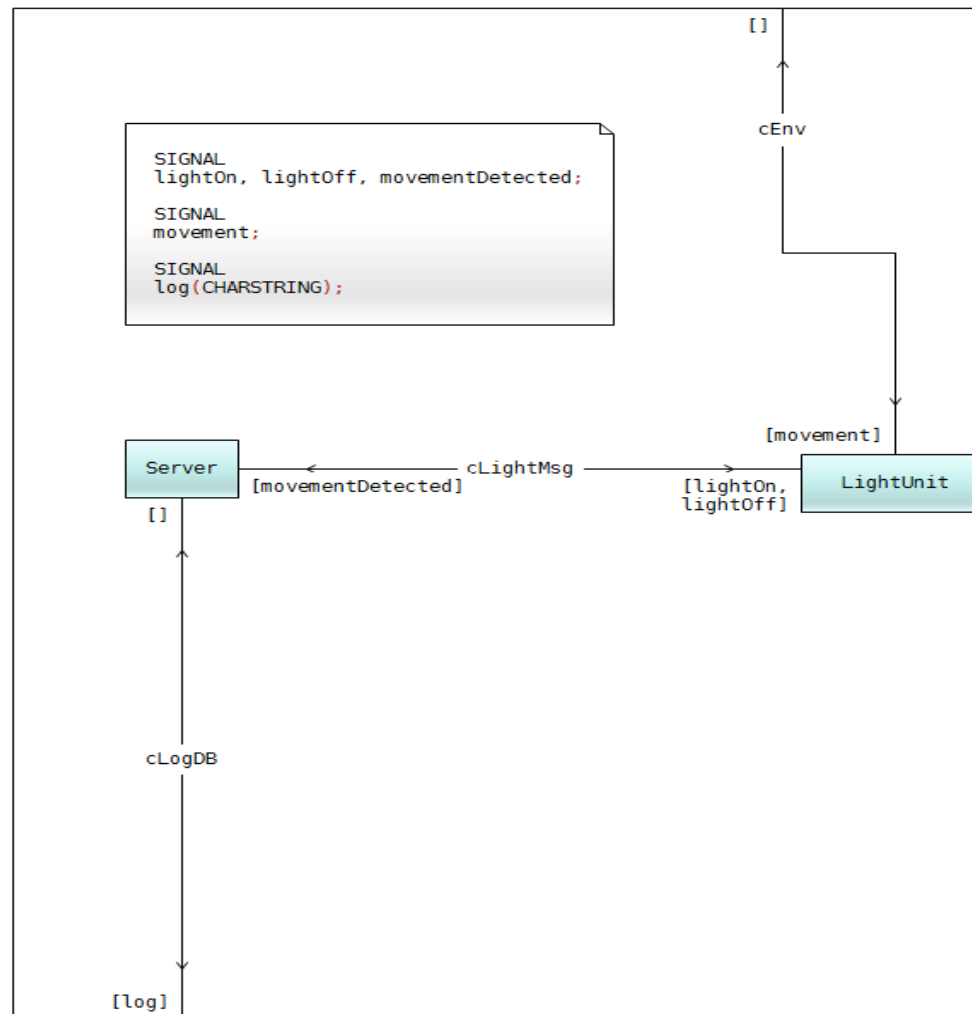 []
cEnv
SIGNAL
lightOn, lightOff, movementDetected;
SIGNAL
movement;
SIGNAL
log(CHARSTRING);
[movement]
Server
cLightMsg
LightUnit
[movementDetected]
[lightOn,
lightOff]
[]
cLogDB
[log]